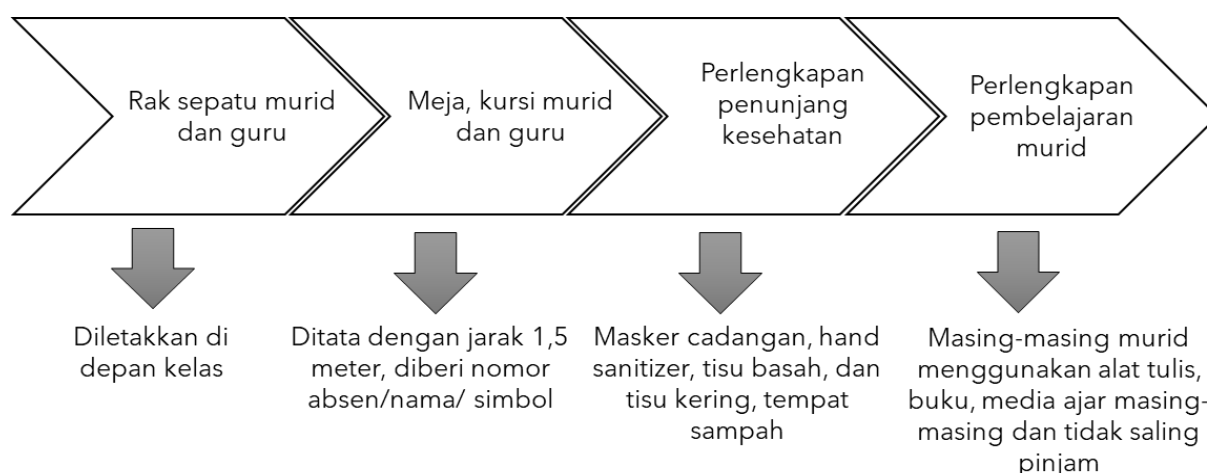 Rak sepatu murid
dan guru
Meja, kursi murid
dan guru
Perlengkapan
penunjang
kesehatan
Perlengkapan
pembelajaran
murid
Diletakkan di
depan kelas
Ditata dengan jarak 1,5
meter, diberi nomor
absen/nama/ simbol
Masker cadangan, hand
sanitizer, tisu basah, dan
tisu kering, tempat
sampah
Masing-masing murid
menggunakan alat tulis,
buku, media ajar masing-
masing dan tidak saling
pinjam